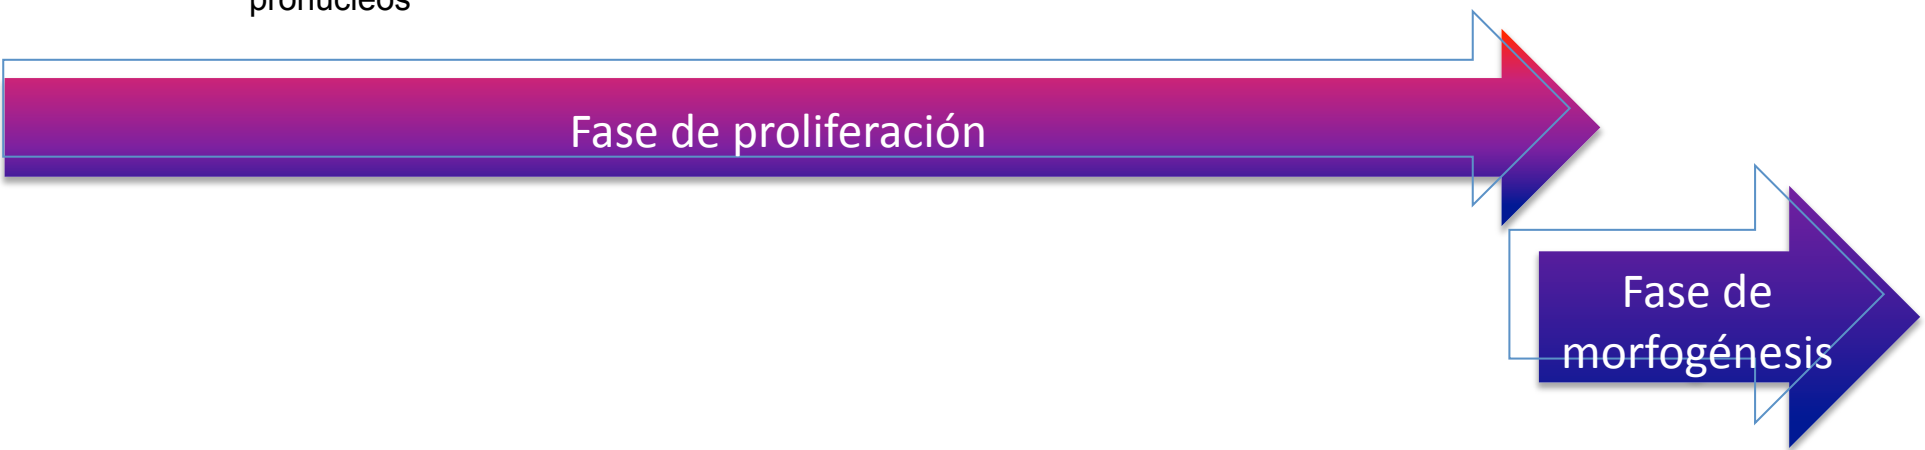 pronúcleos
Fase de proliferación
Fase de
morfogénesis